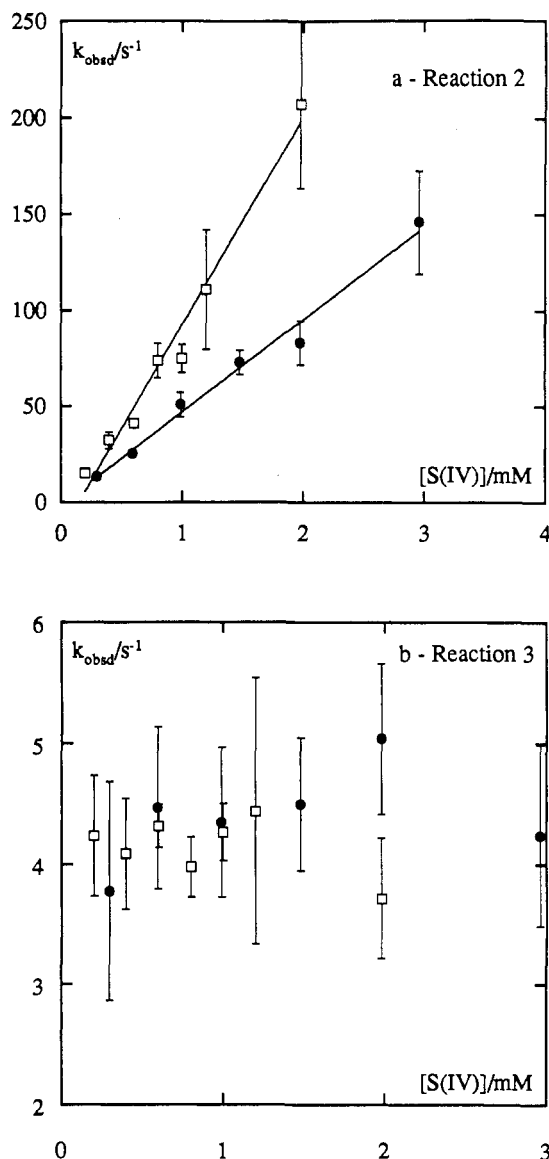 250
k_obsd/s⁻¹
a - Reaction 2
200
150
100
50
[S(IV)]/mM
0
0 1 2 3 4
6
k_obsd/s⁻¹
b - Reaction 3
5
4
3
[S(IV)]/mM
2
0 1 2 3